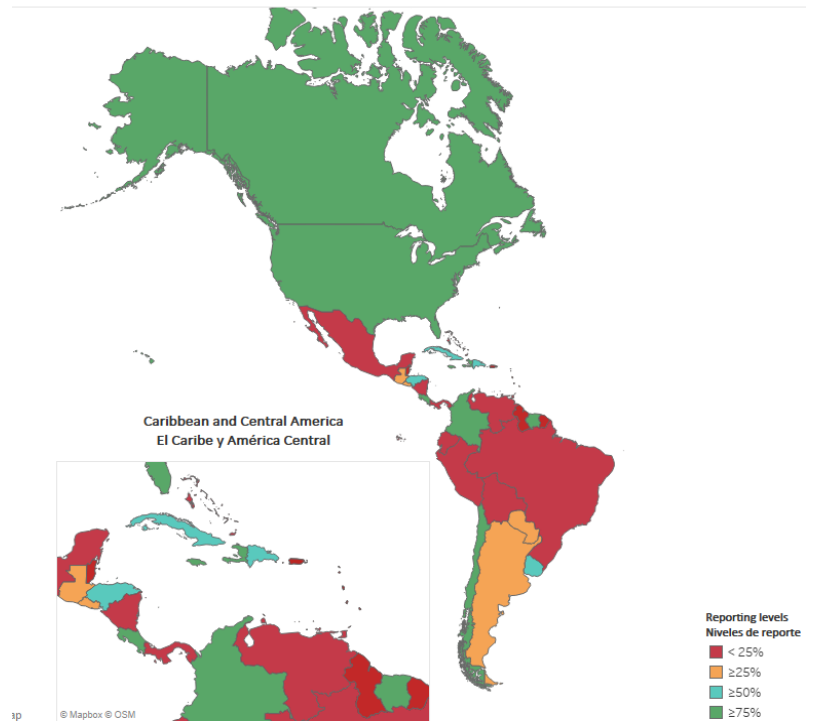 Caribbean and Central America
El Caribe y América Central
Reporting levels
Niveles de reporte
< 25%
≥25%
≥50%
≥75%
ap
© Mapbox © OSM